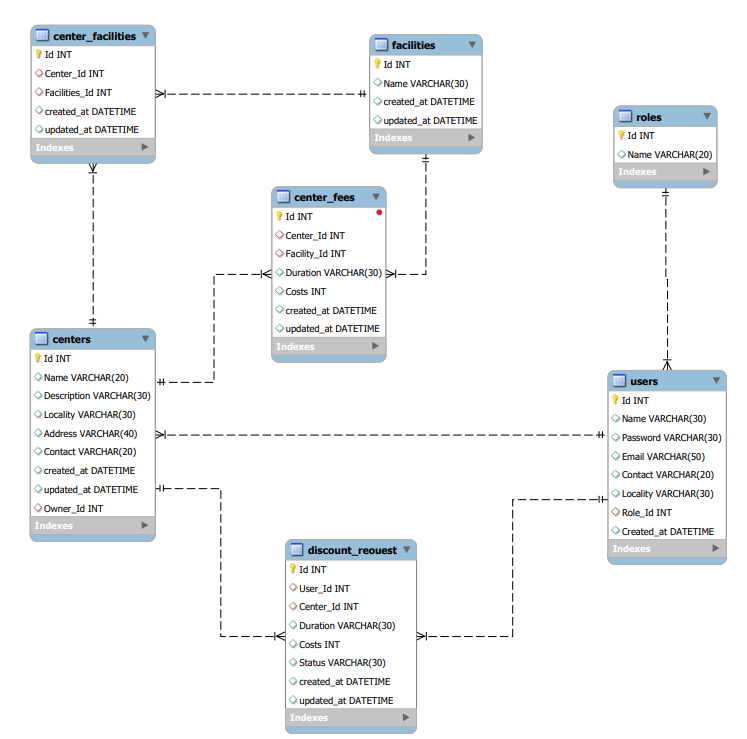 center_facilities
Id INT
Center_Id INT
Facilities_Id INT
created_at DATETIME
updated_at DATETIME
Indexes
facilities
Id INT
Name VARCHAR(30)
created_at DATETIME
updated_at DATETIME
Indexes
roles
Id INT
Name VARCHAR(20)
Indexes
center_fees
Id INT
Center_Id INT
Facility_Id INT
Duration VARCHAR(30)
Costs INT
created_at DATETIME
updated_at DATETIME
Indexes
centers
Id INT
Name VARCHAR(20)
Description VARCHAR(30)
Locality VARCHAR(30)
Address VARCHAR(40)
Contact VARCHAR(20)
created_at DATETIME
updated_at DATETIME
Owner_Id INT
Indexes
users
Id INT
Name VARCHAR(30)
Password VARCHAR(30)
Email VARCHAR(50)
Contact VARCHAR(20)
Locality VARCHAR(30)
Role_Id INT
Created_at DATETIME
Indexes
discount_reouest
Id INT
User_Id INT
Center_Id INT
Duration VARCHAR(30)
Costs INT
Status VARCHAR(30)
created_at DATETIME
updated_at DATETIME
Indexes